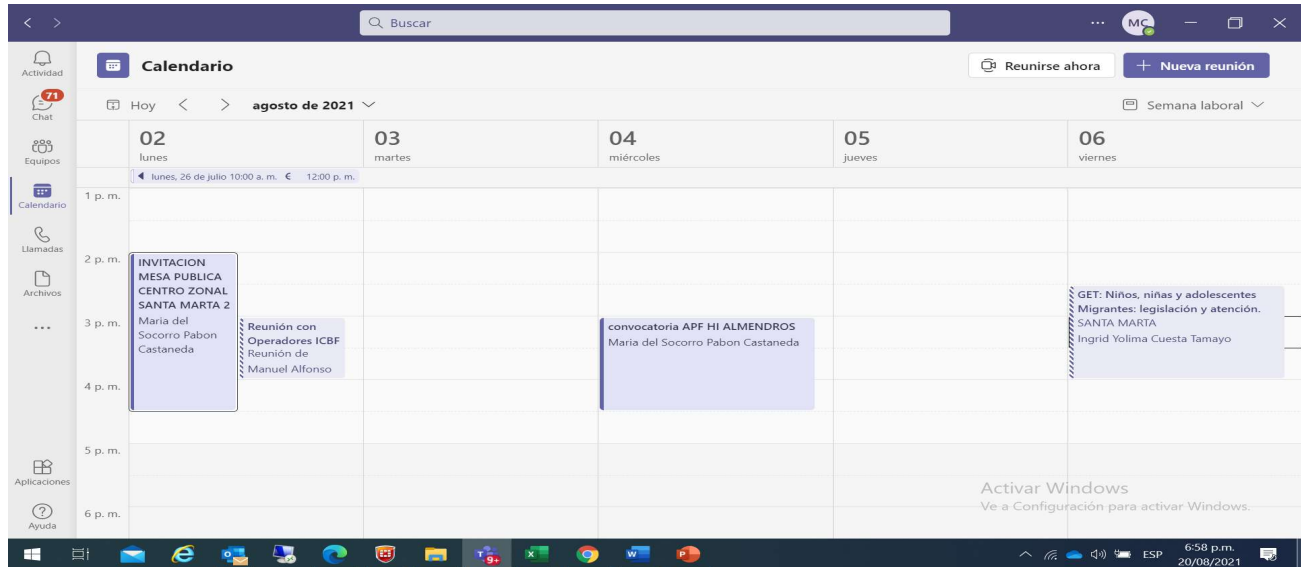 Buscar
MC
Actividad
Calendario
Reunirse ahora
Nueva reunión
71
Chat
Hoy
agosto de 2021
Semana laboral
Equipos
02
03
04
05
06
lunes
martes
miércoles
jueves
viernes
lunes, 26 de julio 10:00 a. m. € 12:00 p. m.
Calendario
1 p. m.
Llamadas
2 p. m.
INVITACION
MESA PUBLICA
CENTRO ZONAL
SANTA MARTA 2
Maria del
Socorro Pabon
Castaneda
Archivos
GET: Niños, niñas y adolescentes
Migrantes: legislación y atención.
SANTA MARTA
Ingrid Yolima Cuesta Tamayo
3 p. m.
Reunión con
Operadores ICBF
Reunión de
Manuel Alfonso
convocatoria APF HI ALMENDROS
Maria del Socorro Pabon Castaneda
4 p. m.
5 p. m.
Aplicaciones
Activar Windows
Ve a Configuración para activar Windows.
6 p. m.
Ayuda
9+
ESP
6:58 p.m.
20/08/2021